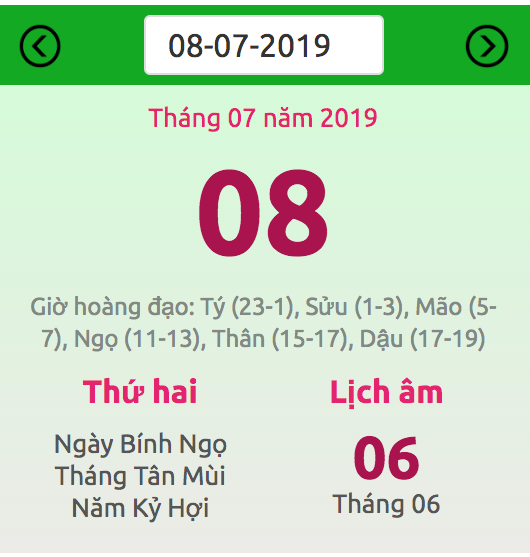 08-07-2019
Tháng 07 năm 2019
08
Giờ hoàng đạo: Tý (23-1), Sửu (1-3), Mão (5-
7), Ngọ (11-13), Thân (15-17), Dậu (17-19)
Thứ hai
Ngày Bính Ngọ
Tháng Tân Mùi
Năm Kỷ Hợi
Lịch âm
06
Tháng 06